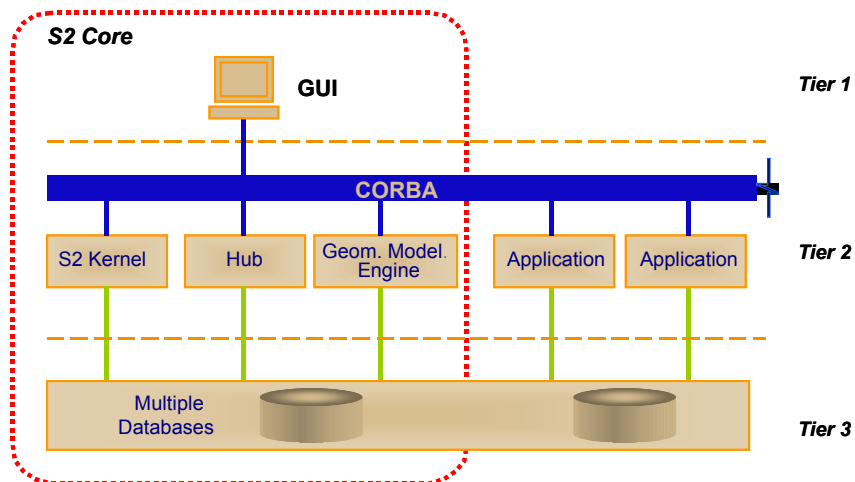 S2 Core
GUI
Tier 1
CORBA
S2 Kernel
Hub
Geom. Model.
Engine
Application
Application
Tier 2
Multiple
Databases
Tier 3